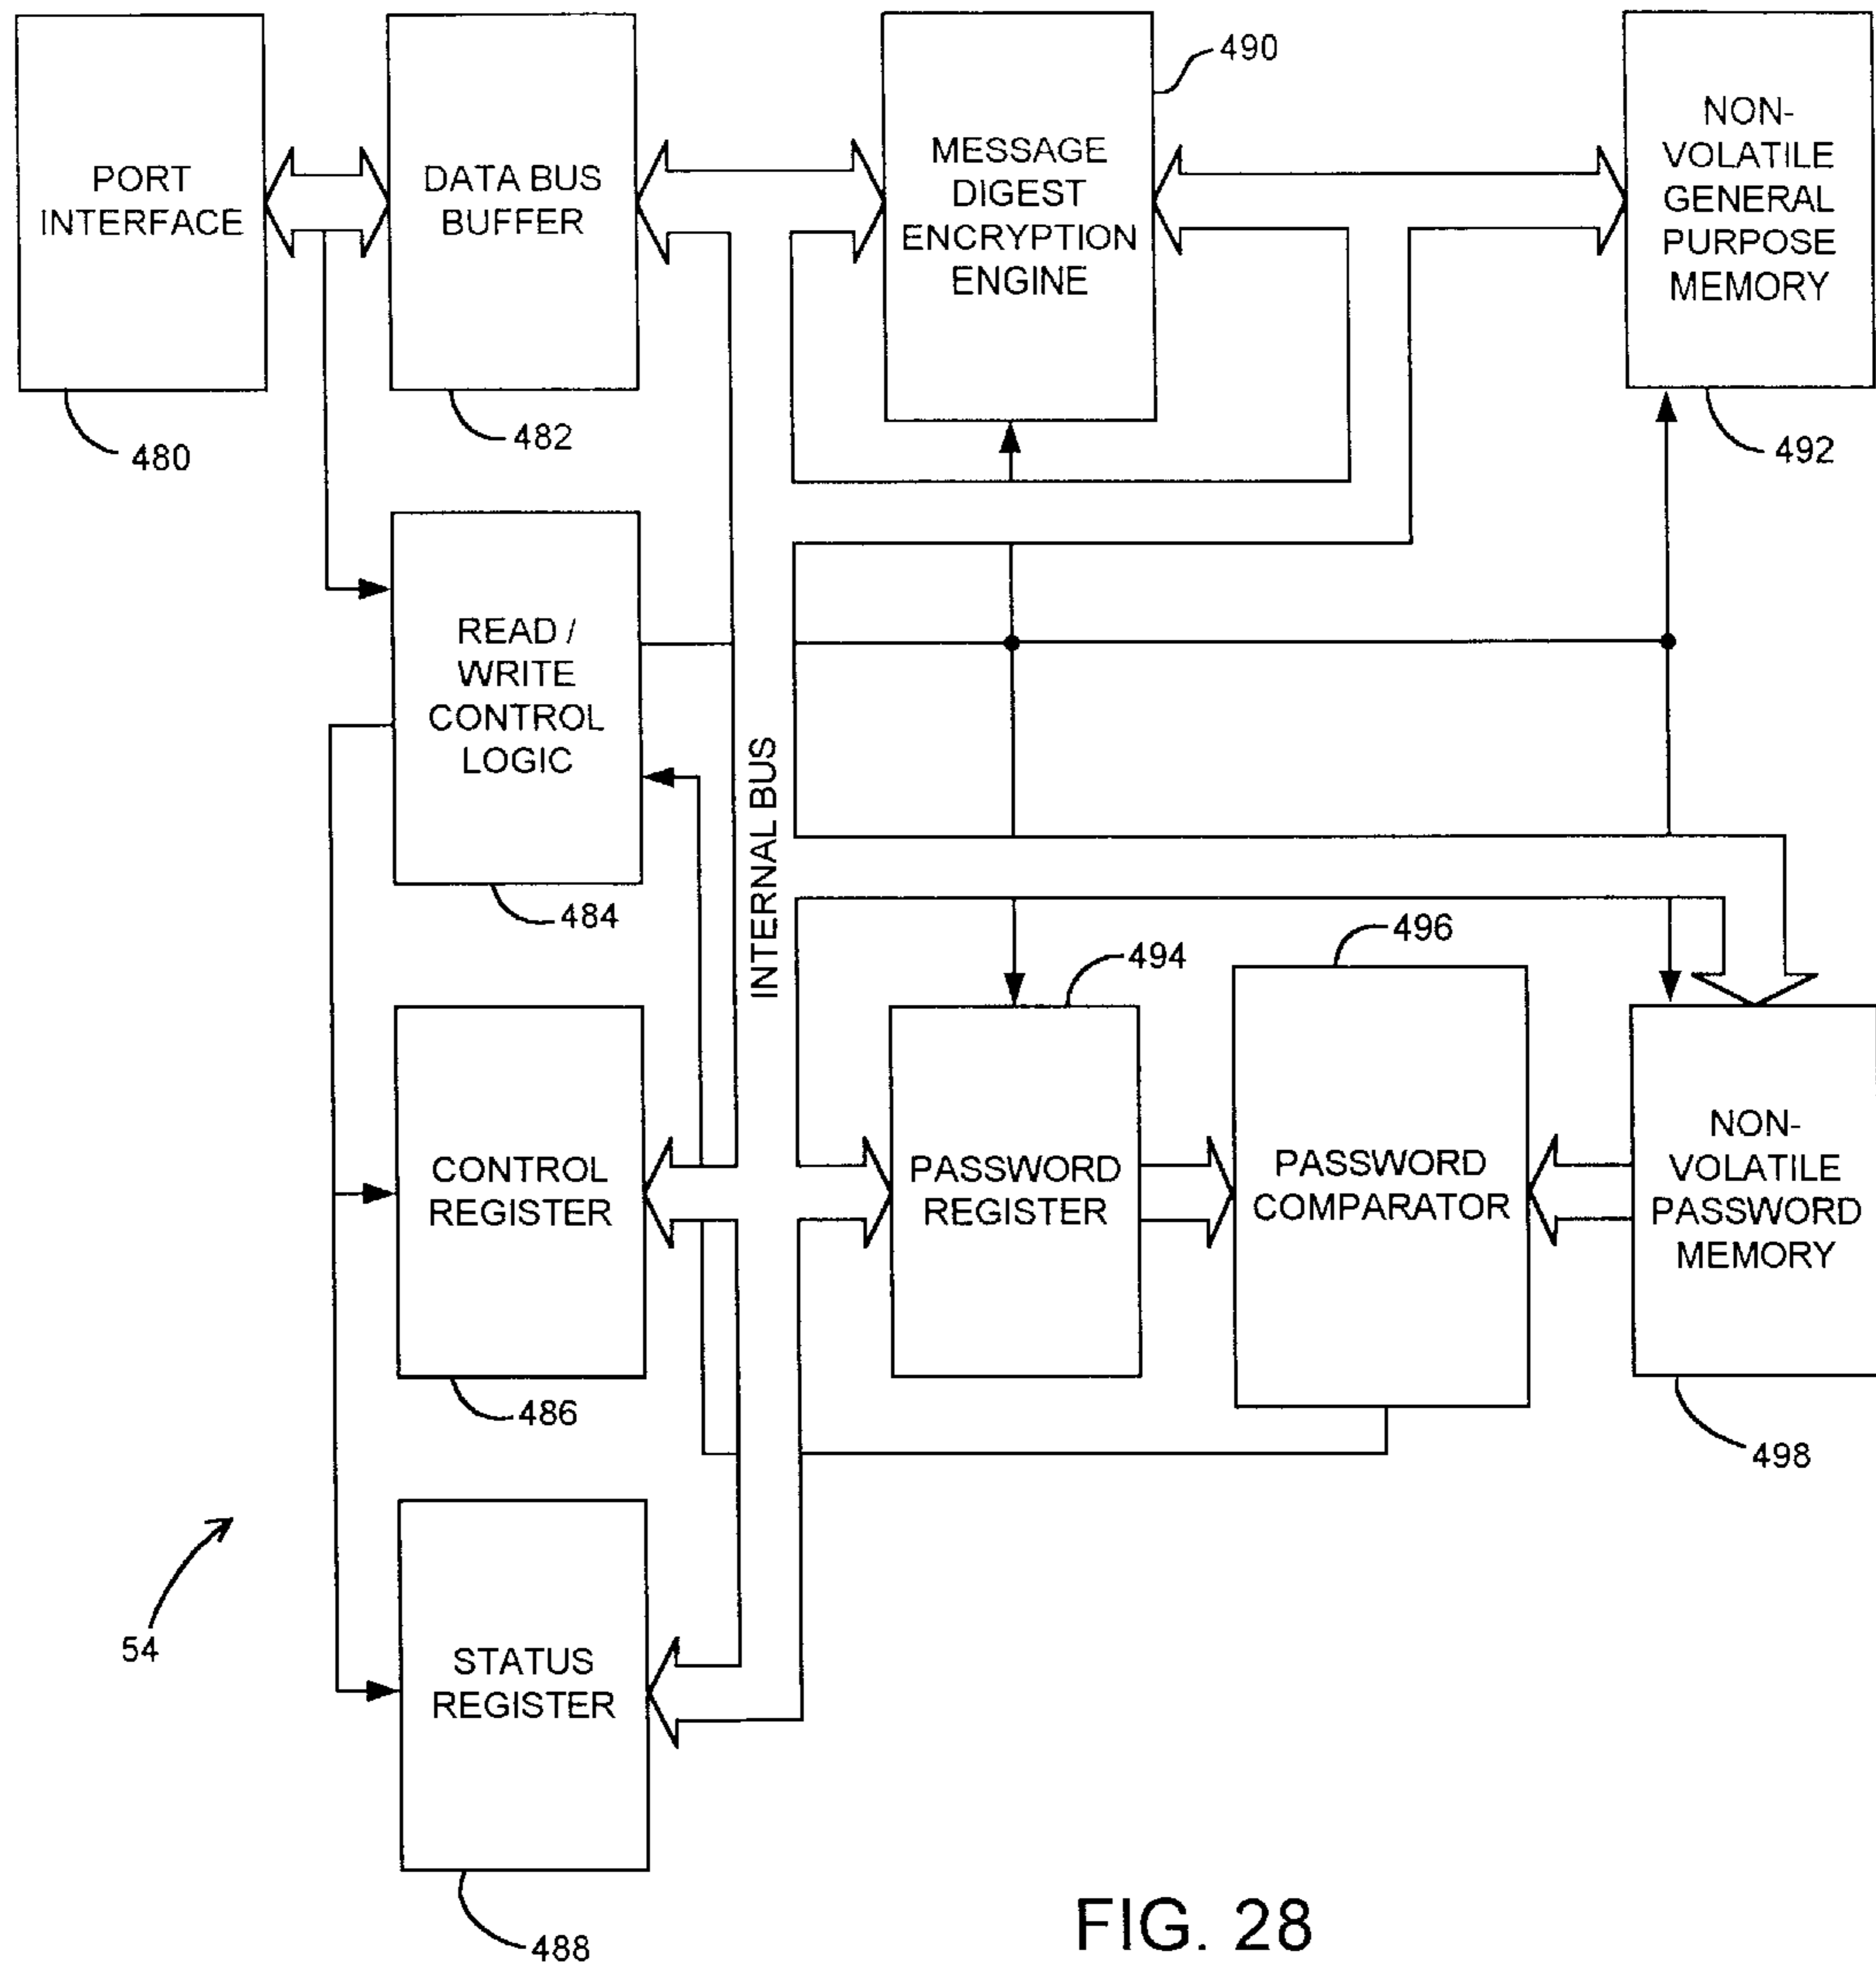 PORT
INTERFACE
480
DATA BUS
BUFFER
482
MESSAGE
DIGEST
ENCRYPTION
ENGINE
490
NON-
VOLATILE
GENERAL
PURPOSE
MEMORY
492
READ /
WRITE
CONTROL
LOGIC
484
INTERNAL BUS
CONTROL
REGISTER
486
PASSWORD
REGISTER
494
PASSWORD
COMPARATOR
496
NON-
VOLATILE
PASSWORD
MEMORY
498
STATUS
REGISTER
488
54
FIG. 28